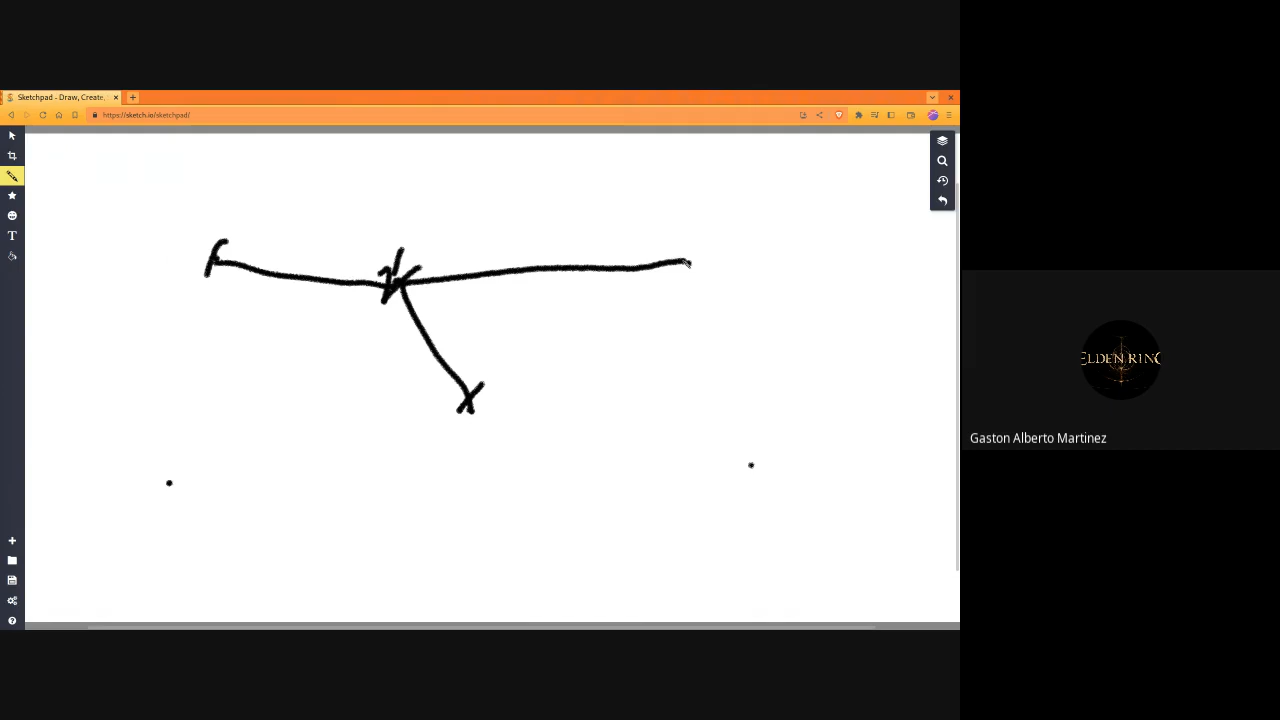 Sketchpad - Draw, Create,
https://sketch.io/sketchpad/
T
ELDEN RING
Gaston Alberto Martinez